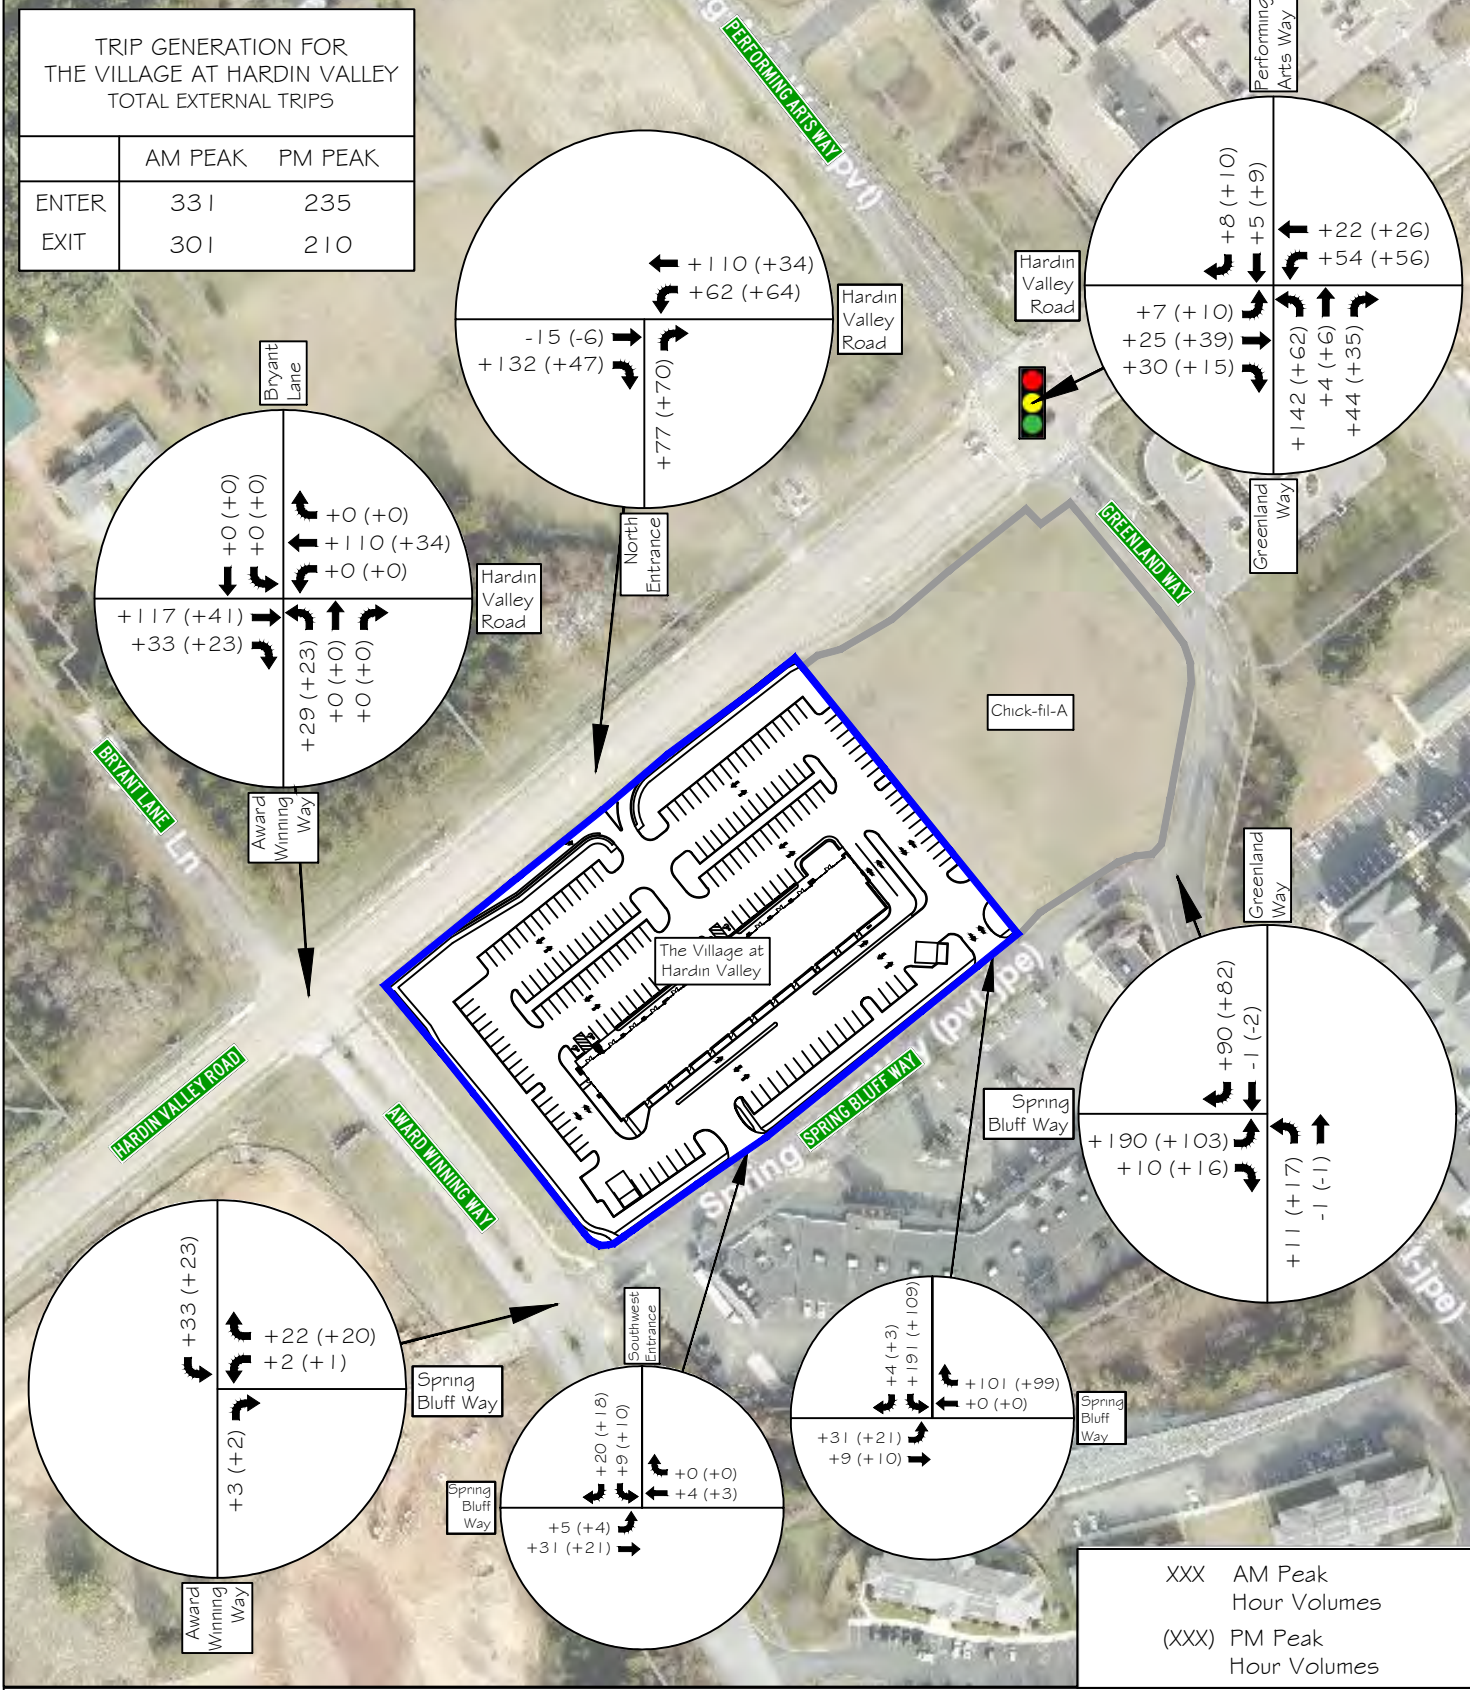 TRIP GENERATION FOR
THE VILLAGE AT HARDIN VALLEY
TOTAL EXTERNAL TRIPS
AM PEAK PM PEAK
ENTER 331 235
EXIT 301 210
PERFORMING ARTS WAY
(pvt)
Performing
Arts Way
+8 (+10)
+5 (+9)
+22 (+26)
+54 (+56)
Hardin
Valley
Road
+7 (+10)
+25 (+39)
+30 (+15)
+142 (+62)
+4 (+6)
+44 (+35)
Greenland
Way
+110 (+34)
+62 (+64)
-15 (-6)
+132 (+47)
+77 (+70)
Hardin
Valley
Road
North
Entrance
Bryant
Lane
+0 (+0)
+0 (+0)
+0 (+0)
+110 (+34)
+0 (+0)
+117 (+41)
+33 (+23)
+29 (+23)
+0 (+0)
+0 (+0)
Hardin
Valley
Road
Award
Winning
Way
GREENLAND WAY
Chick-fil-A
BRYANT LANE
Ln
The Village at
Hardin Valley
HARDIN VALLEY ROAD
AWARD WINNING WAY
SPRING BLUFF WAY
Spring
Greenland
Way
+90 (+82)
-1 (-2)
Spring
Bluff Way
+190 (+103)
+10 (+16)
+11 (+17)
-1 (-1)
+33 (+23)
+22 (+20)
+2 (+1)
+3 (+2)
Spring
Bluff Way
Award
Winning
Way
Southwest
Entrance
+20 (+18)
+9 (+10)
+0 (+0)
+4 (+3)
Spring
Bluff
Way
+5 (+4)
+31 (+21)
+4 (+3)
+191 (+109)
+101 (+99)
+0 (+0)
+31 (+21)
+9 (+10)
Spring
Bluff
Way
XXX AM Peak
Hour Volumes
(XXX) PM Peak
Hour Volumes